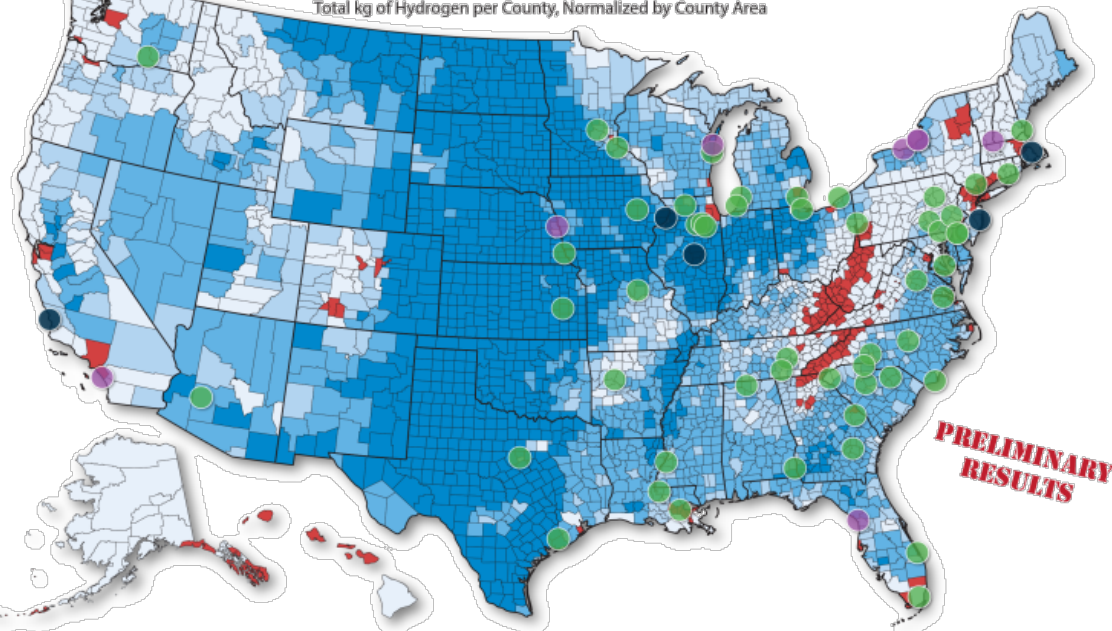 Total kg of Hydrogen per County, Normalized by County Area
PRELIMINARY
RESULTS